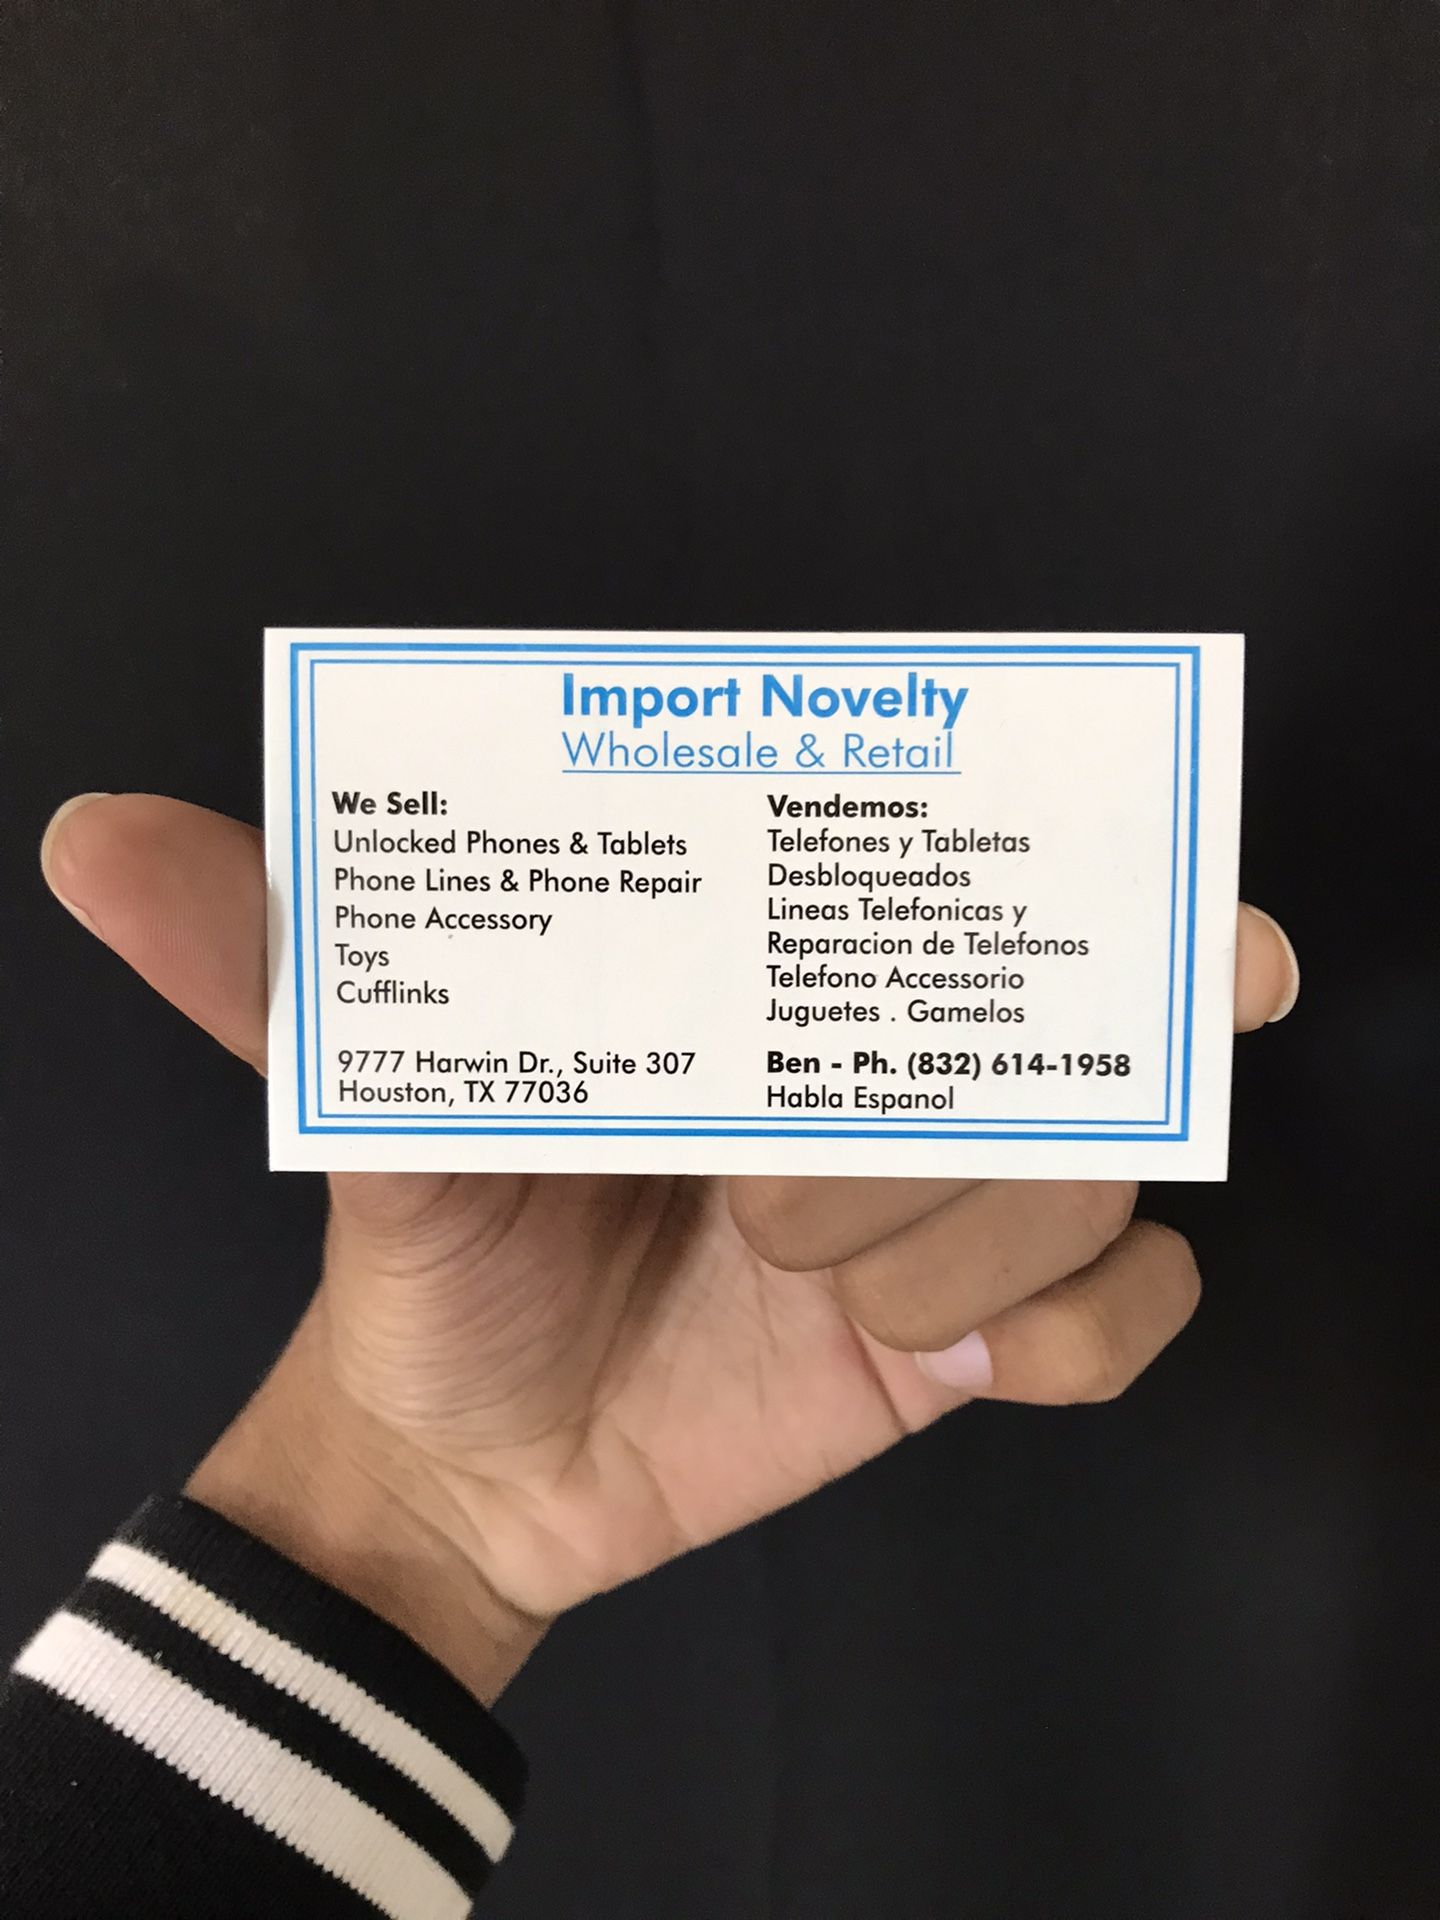 Import Novelty
Wholesale & Retail
We Sell:
Unlocked Phones & Tablets
Phone Lines & Phone Repair
Phone Accessory
Toys
Cufflinks
9777 Harwin Dr., Suite 307
Houston, TX 77036
Vendemos:
Telefones y Tabletas
Desbloqueados
Lineas Telefonicas y
Reparacion de Telefonos
Telefono Accessorio
Juguetes . Gamelos
Ben - Ph. (832) 614-1958
Habla Espanol